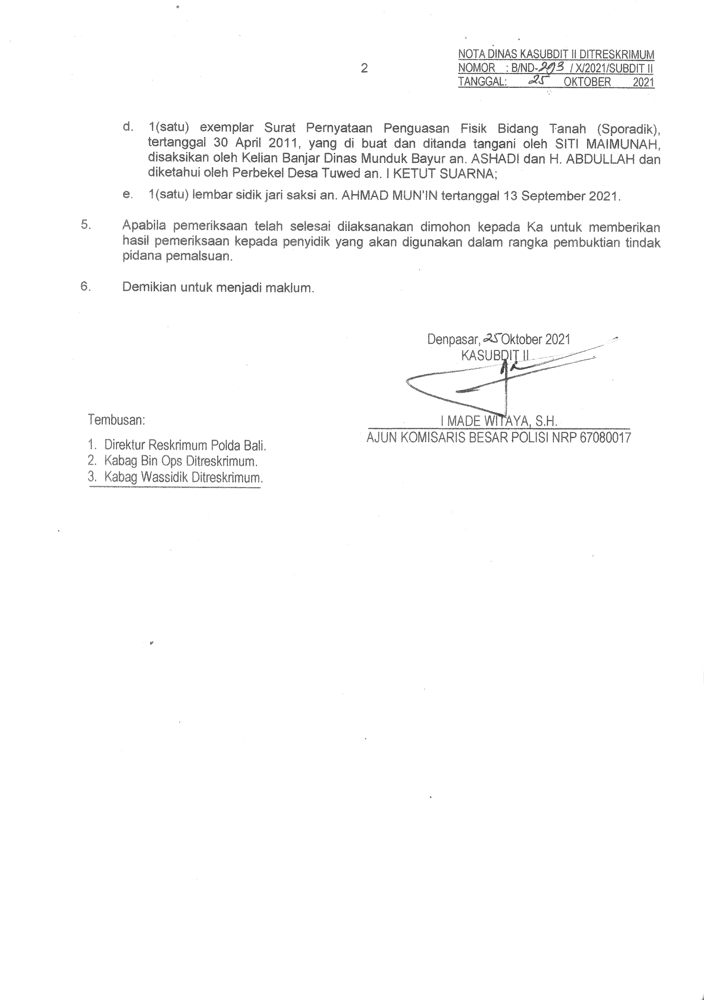 NOTA DINAS KASUBDIT II DITRESKRIMUM
2
NOMOR : B/ND-293 / X/2021/SUBDIT II
TANGGAL: 25 OKTOBER 2021
d. 1(satu) exemplar Surat Pernyataan Penguasan Fisik Bidang Tanah (Sporadik),
tertanggal 30 April 2011, yang di buat dan ditanda tangani oleh SITI MAIMUNAH,
disaksikan oleh Kelian Banjar Dinas Munduk Bayur an. ASHADI dan H. ABDULLAH dan
diketahui oleh Perbekel Desa Tuwed an. I KETUT SUARNA;
e. 1(satu) lembar sidik jari saksi an. AHMAD MUN'IN tertanggal 13 September 2021.
5. Apabila pemeriksaan telah selesai dilaksanakan dimohon kepada Ka untuk memberikan
hasil pemeriksaan kepada penyidik yang akan digunakan dalam rangka pembuktian tindak
pidana pemalsuan.
6. Demikian untuk menjadi maklum.
Denpasar, 25 Oktober 2021
KASUBDIT II
I MADE WITAYA, S.H.
AJUN KOMISARIS BESAR POLISI NRP 67080017
Tembusan:
1. Direktur Reskrimum Polda Bali.
2. Kabag Bin Ops Ditreskrimum.
3. Kabag Wassidik Ditreskrimum.